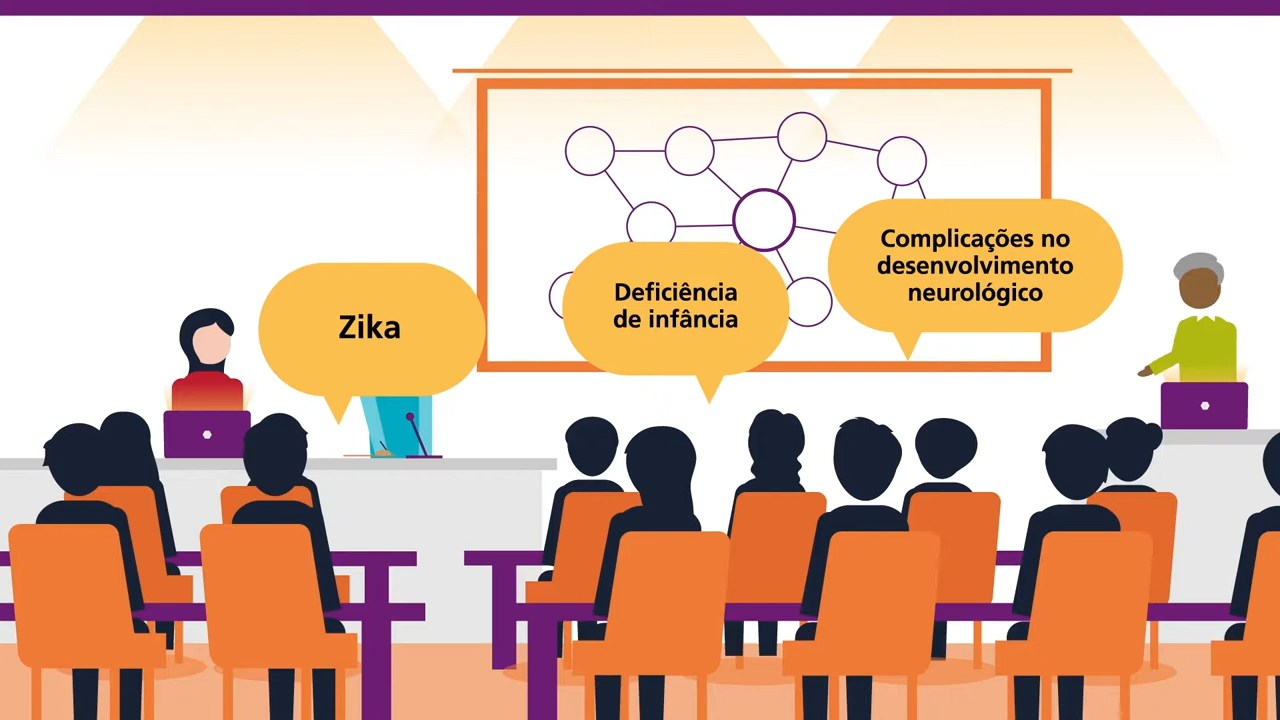 Zika
Deficiência
de infância
Complicações no
desenvolvimento
neurológico